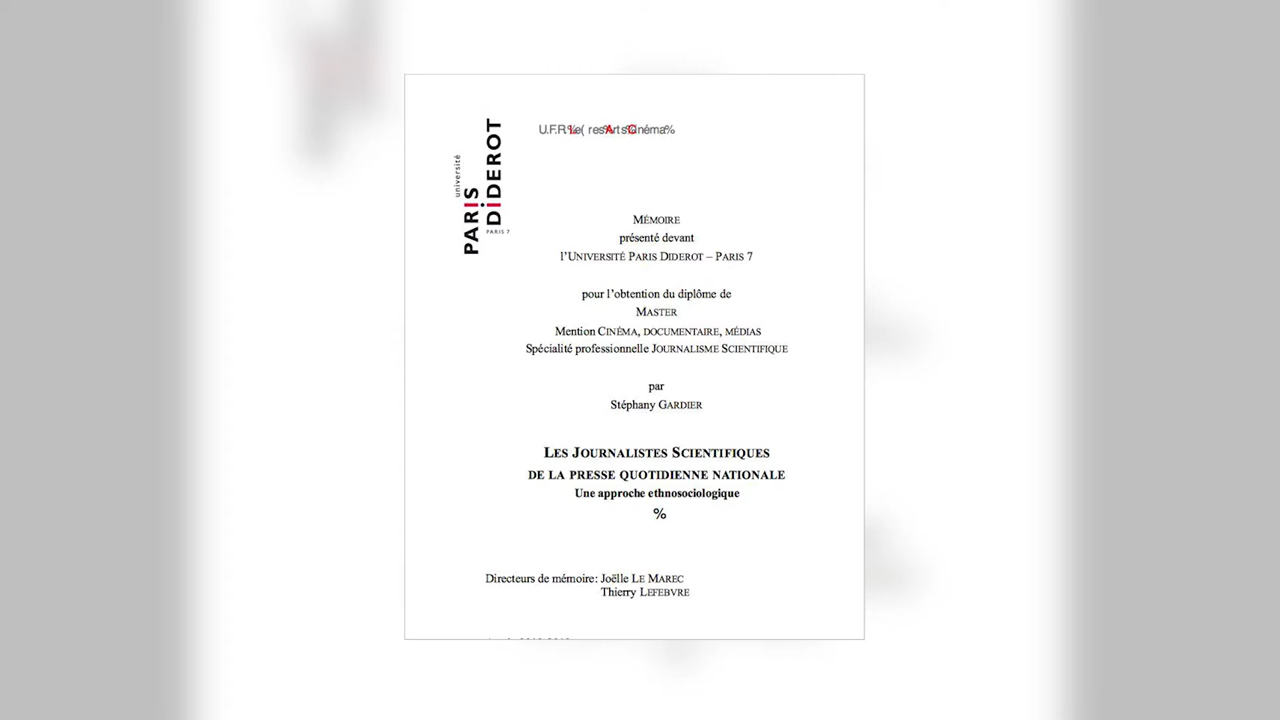 université
PARIS
DIDEROT
PARIS 7
U.F.R.
MÉMOIRE
présenté devant
l'UNIVERSITÉ PARIS DIDEROT – PARIS 7
pour l'obtention du diplôme de
MASTER
Mention CINÉMA, DOCUMENTAIRE, MÉDIAS
Spécialité professionnelle JOURNALISME SCIENTIFIQUE
par
Stéphany GARDIER
LES JOURNALISTES SCIENTIFIQUES
DE LA PRESSE QUOTIDIENNE NATIONALE
Une approche ethnosociologique
%
Directeurs de mémoire: Joëlle LE MAREC
Thierry LEFEBVRE